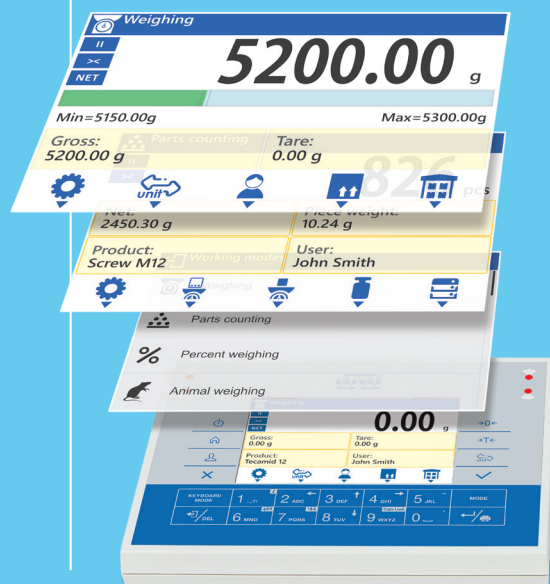 Weighing
NET
5200.00 g
Min=5150.00g Max=5300.00g
Gross: Tare:
5200.00 g 0.00 g
Parts counting
unit
826 pcs
Net: Piece weight:
2450.30 g 10.24 g
Product: User:
Screw M12 John Smith
Working modes
Weighing
Parts counting
% Percent weighing
Animal weighing
Weighing
NET
0.00 g
Gross: Tare:
0.00 g 0.00 g
Product: User:
Tecamid 12 John Smith
→0←
→T←
KEYBOARD MODE 1 2 ABC 3 DEF 4 GHI 5 JKL MODE
/DEL 6 MNO 7 PQRS 8 TUV 9 WXYZ 0